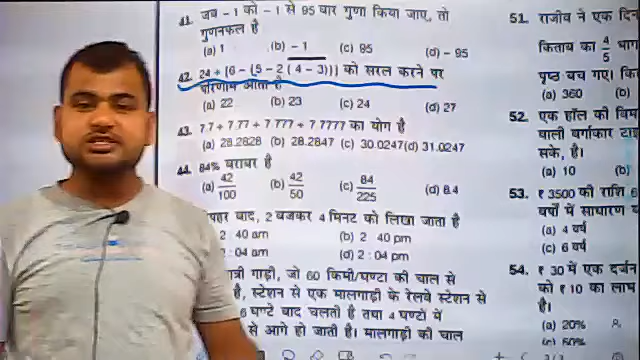 41. जब – 1 को – 1 से 95 बार गुणा किया जाए, तो
गुणनफल है
(a) 1 (b) – 1 (c) 95 (d) – 95
42. 24 + [6 – {5 – 2 (4 – 3)}] को सरल करने पर
परिणाम आता है
(a) 22 (b) 23 (c) 24 (d) 27
43. 7.7 + 7.77 + 7.777 + 7.7777 का योग है
(a) 28.2828 (b) 28.2847 (c) 30.0247 (d) 31.0247
44. 84% बराबर है
(a) 42/100 (b) 42/50 (c) 84/225 (d) 8.4
बाद, 2 बजकर 4 मिनट को लिखा जाता है
2 : 40 am (b) 2 : 40 pm
: 04 am (d) 2 : 04 pm
गाड़ी, जो 60 किमी/घण्टा की चाल से
है, स्टेशन से एक मालगाड़ी के रेलवे स्टेशन से
6 घण्टे बाद चलती है तथा 4 घण्टों में
से आगे हो जाती है। मालगाड़ी की चाल
51. राजीव ने एक दिन
किताब का 4/5 भाग
पृष्ठ बच गए।
(a) 360 (b)
52. एक हॉल की
वाली वर्गाकार
सके, है।
(a) 10 (b)
53. ₹ 3500 की राशि
वर्षों में साधारण
(a) 4 वर्ष
(c) 6 वर्ष
54. ₹ 30 में एक दर्जन
को ₹ 10 का लाभ
है।
(a) 20%